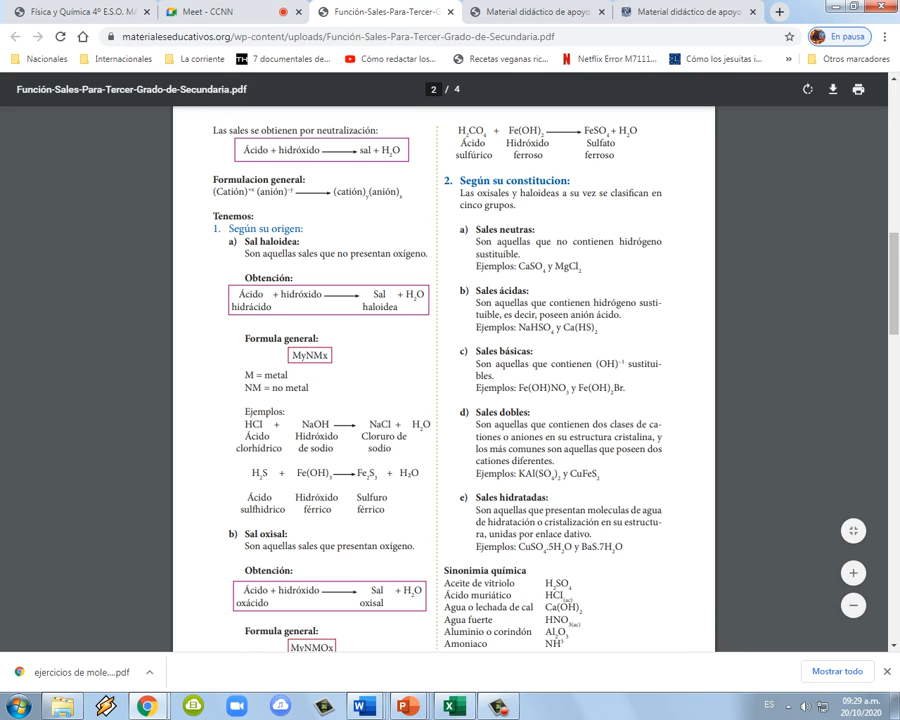 Física y Química 4º E.S.O. MA
Meet - CCNN
Función-Sales-Para-Tercer-Grado-
Material didáctico de apoyo
Material didáctico de apoyo
materialeseducativos.org/wp-content/uploads/Función-Sales-Para-Tercer-Grado-de-Secundaria.pdf
En pausa
Nacionales
Internacionales
La corriente
7 documentales de...
Cómo redactar los...
Recetas veganas ric...
Netflix Error M7111...
Cómo los jesuitas i...
»
Otros marcadores
Función-Sales-Para-Tercer-Grado-de-Secundaria.pdf
2 / 4
Las sales se obtienen por neutralización:
Ácido + hidróxido ⟶ sal + H₂O
Formulacion general:
(Catión)⁺ˣ (anión)⁻ʸ ⟶ (catión)ᵧ(anión)ₓ
Tenemos:
1. Según su origen:
a) Sal haloidea:
Son aquellas sales que no presentan oxígeno.
Obtención:
Ácido + hidróxido ⟶ Sal + H₂O
hidrácido haloidea
Formula general:
MyNMx
M = metal
NM = no metal
Ejemplos:
HCI + NaOH ⟶ NaCl + H₂O
Ácido Hidróxido Cloruro de
clorhídrico de sodio sodio
H₂S + Fe(OH)₃ ⟶ Fe₂S₃ + H₂O
Ácido Hidróxido Sulfuro
sulfhidrico férrico férrico
b) Sal oxisal:
Son aquellas sales que presentan oxígeno.
Obtención:
Ácido + hidróxido ⟶ Sal + H₂O
oxácido oxisal
Formula general:
MyNMOx
H₂CO₄ + Fe(OH)₂ ⟶ FeSO₄ + H₂O
Ácido Hidróxido Sulfato
sulfúrico ferroso ferroso
2. Según su constitucion:
Las oxisales y haloideas a su vez se clasifican en
cinco grupos.
a) Sales neutras:
Son aquellas que no contienen hidrógeno
sustituible.
Ejemplos: CaSO₄ y MgCl₂
b) Sales ácidas:
Son aquellas que contienen hidrógeno susti-
tuible, es decir, poseen anión ácido.
Ejemplos: NaHSO₄ y Ca(HS)₂
c) Sales básicas:
Son aquellas que contienen (OH)⁻¹ sustitui-
bles.
Ejemplos: Fe(OH)NO₃ y Fe(OH)₂Br.
d) Sales dobles:
Son aquellas que contienen dos clases de ca-
tiones o aniones en su estructura cristalina, y
los más comunes son aquellas que poseen dos
cationes diferentes.
Ejemplos: KAl(SO₄)₂ y CuFeS₂
e) Sales hidratadas:
Son aquellas que presentan moleculas de agua
de hidratación o cristalización en su estructu-
ra, unidas por enlace dativo.
Ejemplos: CuSO₄.5H₂O y BaS.7H₂O
Sinonimia química
Aceite de vitriolo H₂SO₄
Ácido muriático HCI₍ac₎
Agua o lechada de cal Ca(OH)₂
Agua fuerte HNO₃₍ac₎
Aluminio o corindón Al₂O₃
Amoniaco NH³
ejercicios de mole....pdf
Mostrar todo
ES
09:29 a.m.
20/10/2020